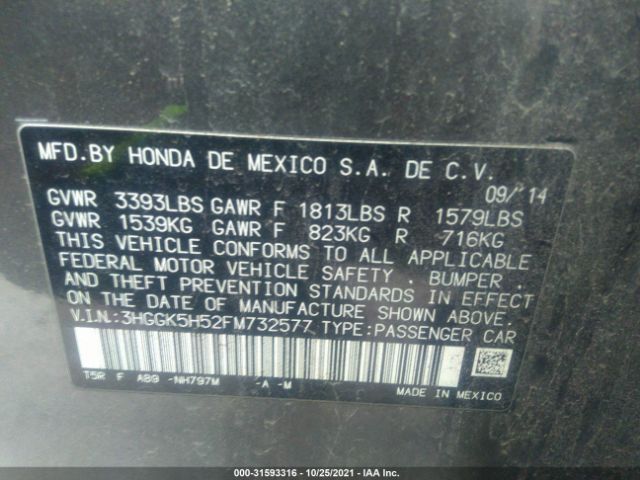 MFD.BY HONDA DE MEXICO S.A. DE C.V.
09/14
GVWR 3393LBS GAWR F 1813LBS R 1579LBS
GVWR 1539KG GAWR F 823KG R 716KG
THIS VEHICLE CONFORMS TO ALL APPLICABLE
FEDERAL MOTOR VEHICLE SAFETY , BUMPER ,
AND THEFT PREVENTION STANDARDS IN EFFECT
ON THE DATE OF MANUFACTURE SHOWN ABOVE.
V.I.N.:3HGGK5H52FM732577 TYPE:PASSENGER CAR
T5R F A89 -NH797M -A -M
MADE IN MEXICO
000-31593316 - 10/25/2021 - IAA Inc.